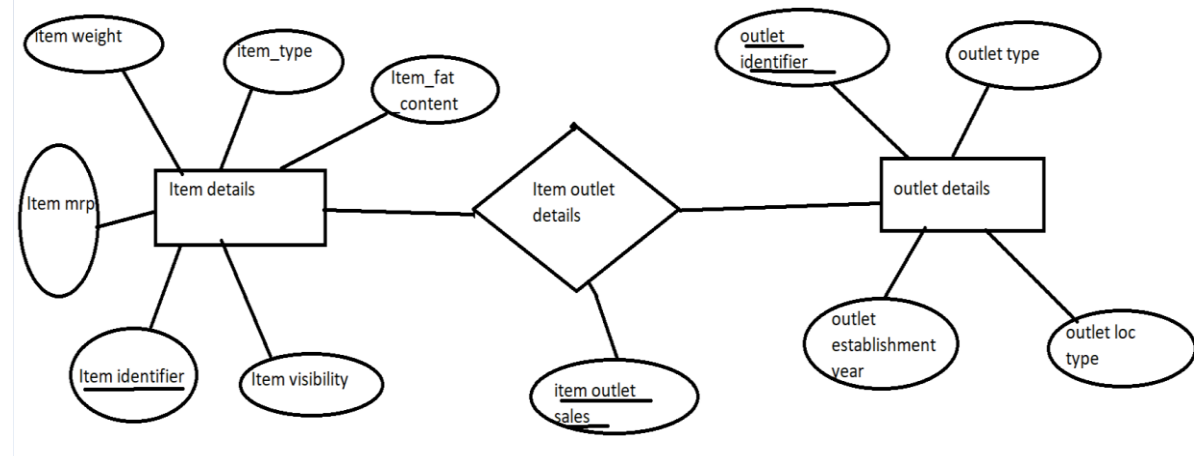 item weight
item_type
Item_fat
_content
outlet
identifier
outlet type
Item mrp
Item details
Item outlet
details
outlet details
Item identifier
Item visibility
item outlet
sales
outlet
establishment
year
outlet loc
type